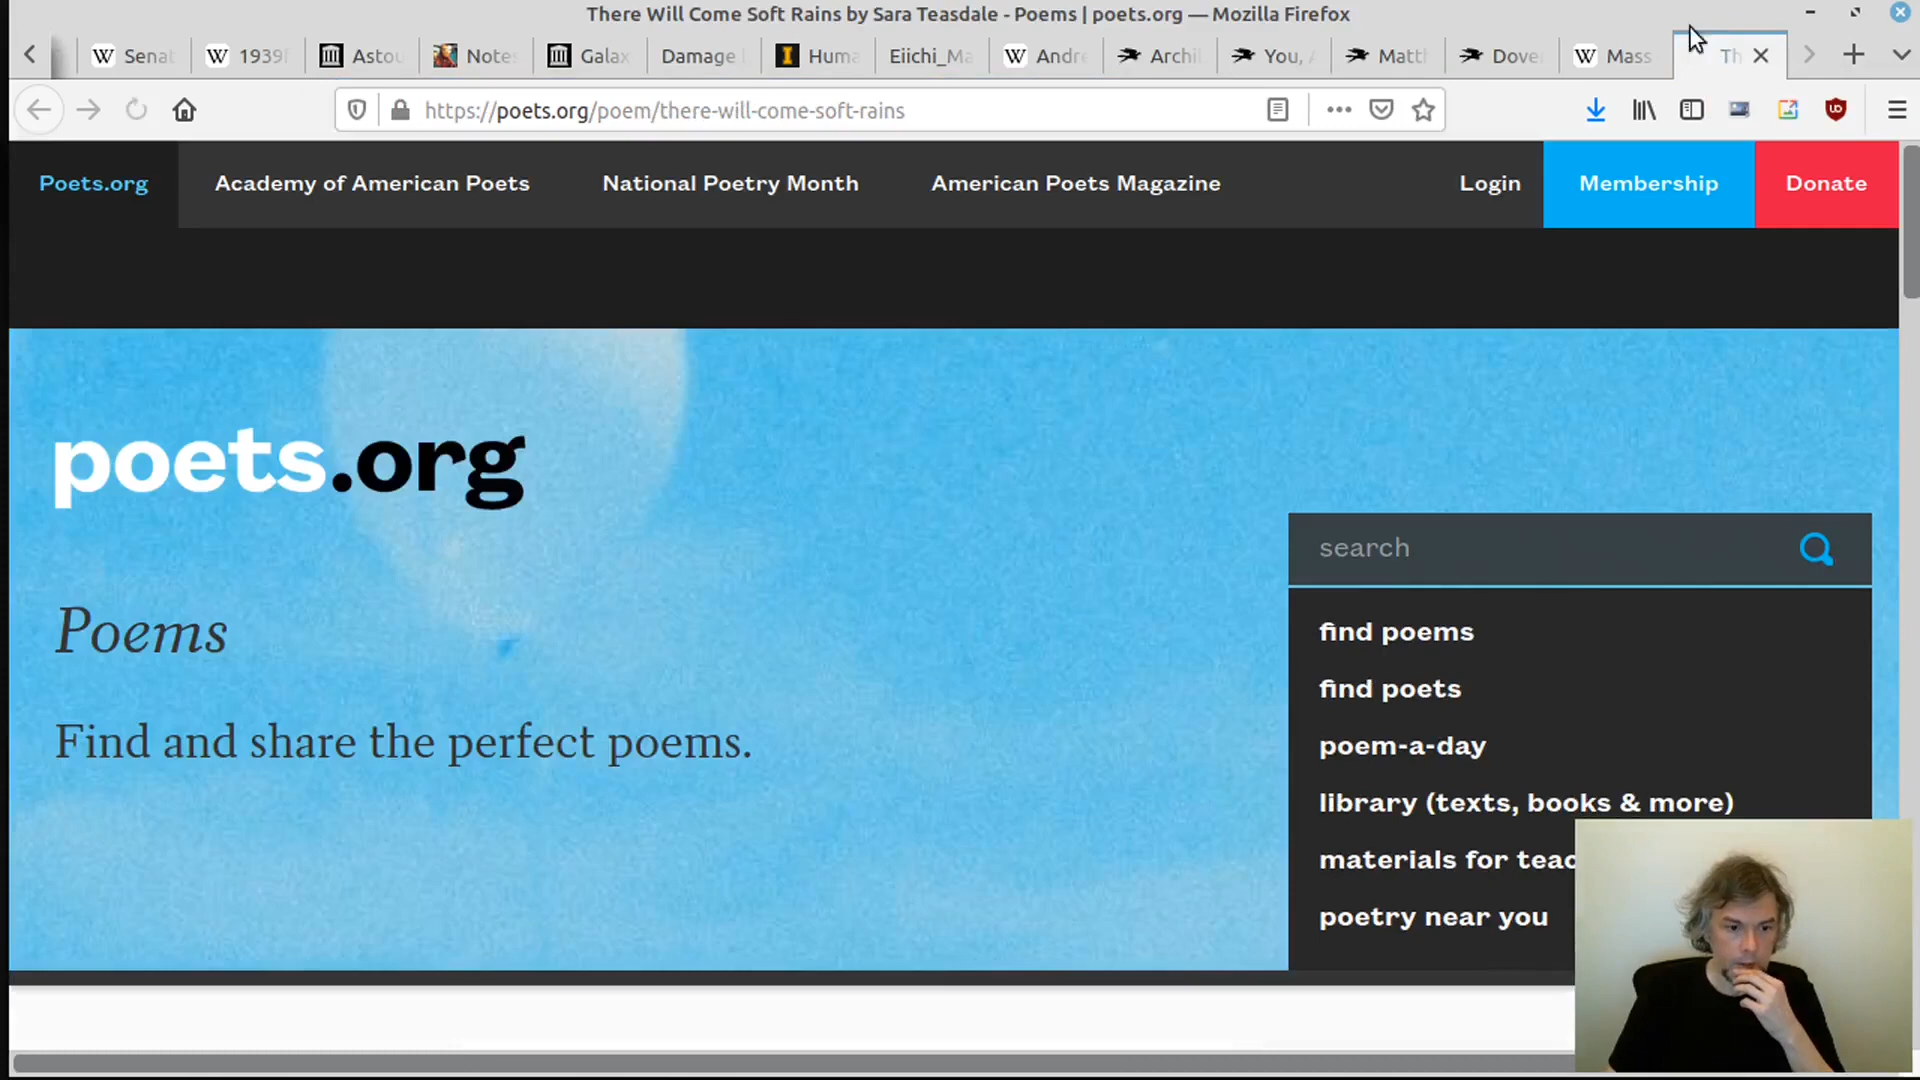 There Will Come Soft Rains by Sara Teasdale - Poems | poets.org — Mozilla Firefox
Senat
1939
Astou
Notes
Galax
Damage
Huma
Eiichi_Ma
Andre
Archi
You, A
Matth
Dove
Mass
Th
https://poets.org/poem/there-will-come-soft-rains
Poets.org
Academy of American Poets
National Poetry Month
American Poets Magazine
Login
Membership
Donate
poets.org
search
Poems
find poems
find poets
Find and share the perfect poems.
poem-a-day
library (texts, books & more)
materials for teac
poetry near you